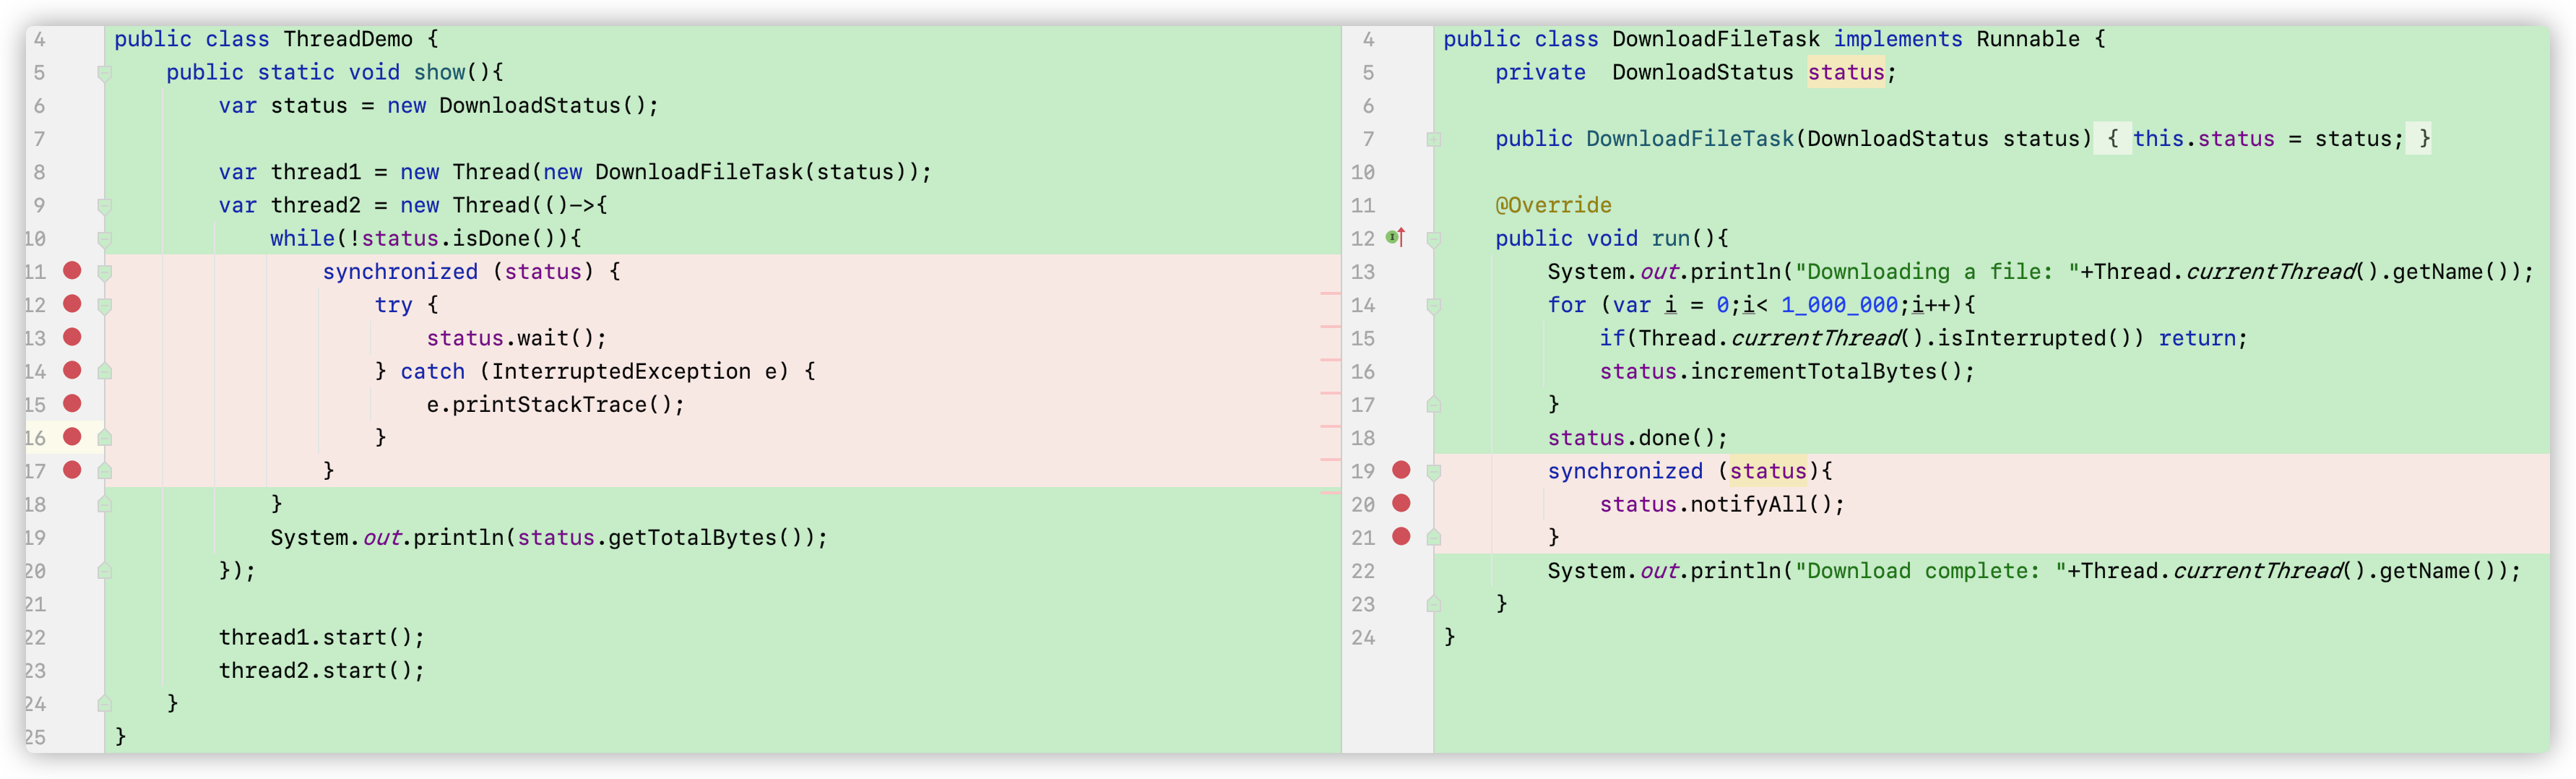 4 public class ThreadDemo {
5 public static void show(){
6 var status = new DownloadStatus();
7
8 var thread1 = new Thread(new DownloadFileTask(status));
9 var thread2 = new Thread(()->{
10 while(!status.isDone()){
11 synchronized (status) {
12 try {
13 status.wait();
14 } catch (InterruptedException e) {
15 e.printStackTrace();
16 }
17 }
18 }
19 System.out.println(status.getTotalBytes());
20 });
21
22 thread1.start();
23 thread2.start();
24 }
25 }
4 public class DownloadFileTask implements Runnable {
5 private  DownloadStatus status;
6
7 public DownloadFileTask(DownloadStatus status) { this.status = status; }
10
11 @Override
12 public void run(){
13 System.out.println("Downloading a file: "+Thread.currentThread().getName());
14 for (var i = 0;i< 1_000_000;i++){
15 if(Thread.currentThread().isInterrupted()) return;
16 status.incrementTotalBytes();
17 }
18 status.done();
19 synchronized (status){
20 status.notifyAll();
21 }
22 System.out.println("Download complete: "+Thread.currentThread().getName());
23 }
24 }